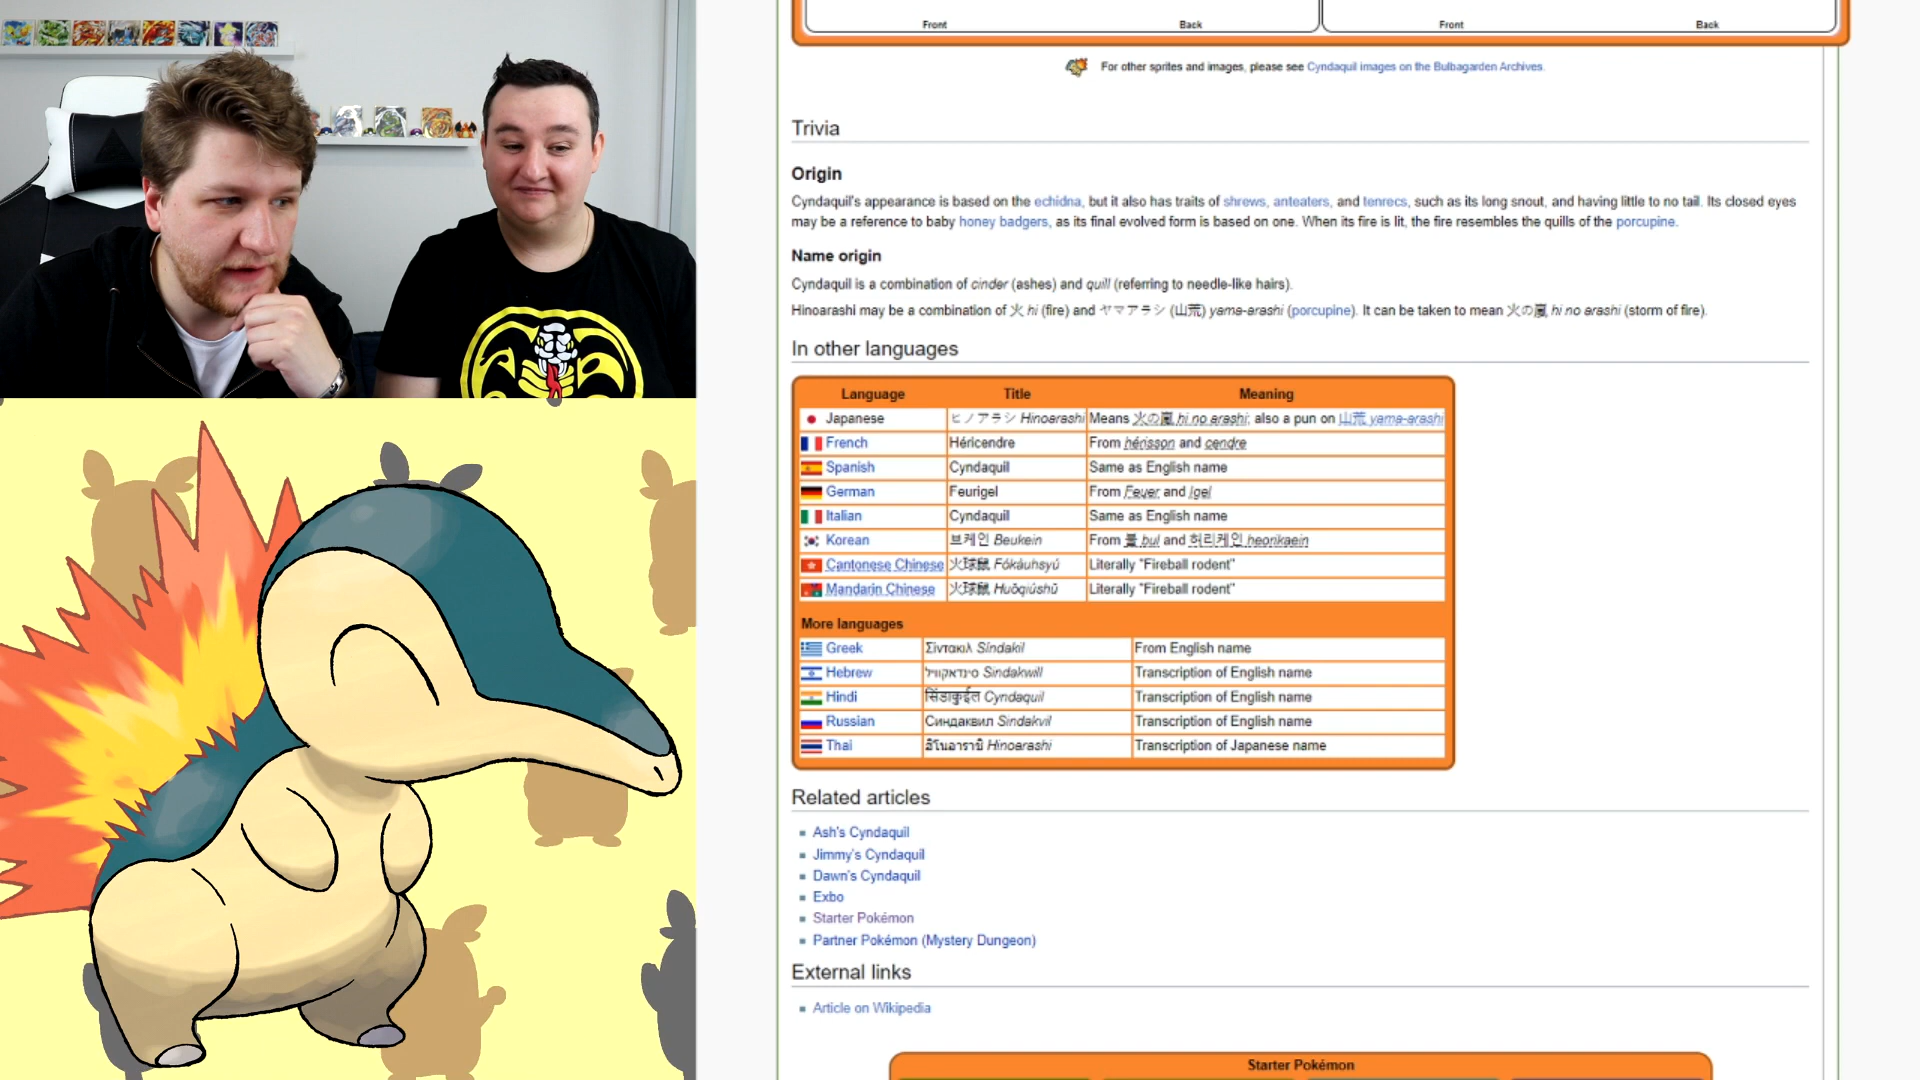 Front Back Front Back
For other sprites and images, please see Cyndaquil images on the Bulbagarden Archives.
Trivia
Origin
Cyndaquil's appearance is based on the echidna, but it also has traits of shrews, anteaters, and tenrecs, such as its long snout, and having little to no tail. Its closed eyes
may be a reference to baby honey badgers, as its final evolved form is based on one. When its fire is lit, the fire resembles the quills of the porcupine.
Name origin
Cyndaquil is a combination of cinder (ashes) and quill (referring to needle-like hairs).
Hinoarashi may be a combination of 火 hi (fire) and ヤマアラシ (山荒) yama-arashi (porcupine). It can be taken to mean 火の嵐 hi no arashi (storm of fire).
In other languages
Language Title Meaning
Japanese ヒノアラシ Hinoarashi Means 火の嵐 hi no arashi; also a pun on 山荒 yama-arashi
French Héricendre From hérisson and cendre
Spanish Cyndaquil Same as English name
German Feurigel From Feuer and Igel
Italian Cyndaquil Same as English name
Korean 브케인 Beukein From 불 bul and 허리케인 heorikein
Cantonese Chinese 火球鼠 Fókàuhsyú Literally "Fireball rodent"
Mandarin Chinese 火球鼠 Huǒqiúshǔ Literally "Fireball rodent"
More languages
Greek Σίντακιλ Síndakil From English name
Hebrew סינדאקוויל Sindakwill Transcription of English name
Hindi सिंडाकुईल Cyndaquil Transcription of English name
Russian Синдаквил Sindakvil Transcription of English name
Thai ฮิโนอาราชิ Hinoarashi Transcription of Japanese name
Related articles
Ash's Cyndaquil
Jimmy's Cyndaquil
Dawn's Cyndaquil
Exbo
Starter Pokémon
Partner Pokémon (Mystery Dungeon)
External links
Article on Wikipedia
Starter Pokémon